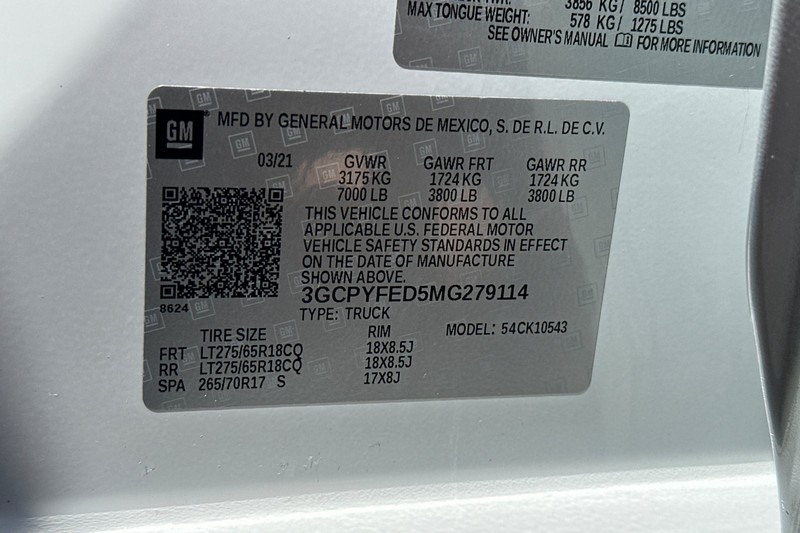 3856 KG / 8500 LBS
MAX TONGUE WEIGHT: 578 KG / 1275 LBS
SEE OWNER'S MANUAL FOR MORE INFORMATION
GM MFD BY GENERAL MOTORS DE MEXICO, S. DE R.L. DE C.V.
03/21 GVWR GAWR FRT GAWR RR
3175 KG 1724 KG 1724 KG
7000 LB 3800 LB 3800 LB
THIS VEHICLE CONFORMS TO ALL
APPLICABLE U.S. FEDERAL MOTOR
VEHICLE SAFETY STANDARDS IN EFFECT
ON THE DATE OF MANUFACTURE
SHOWN ABOVE.
3GCPYFED5MG279114
8624
TYPE: TRUCK MODEL: 54CK10543
TIRE SIZE RIM
FRT LT275/65R18CQ 18X8.5J
RR LT275/65R18CQ 18X8.5J
SPA 265/70R17 S 17X8J